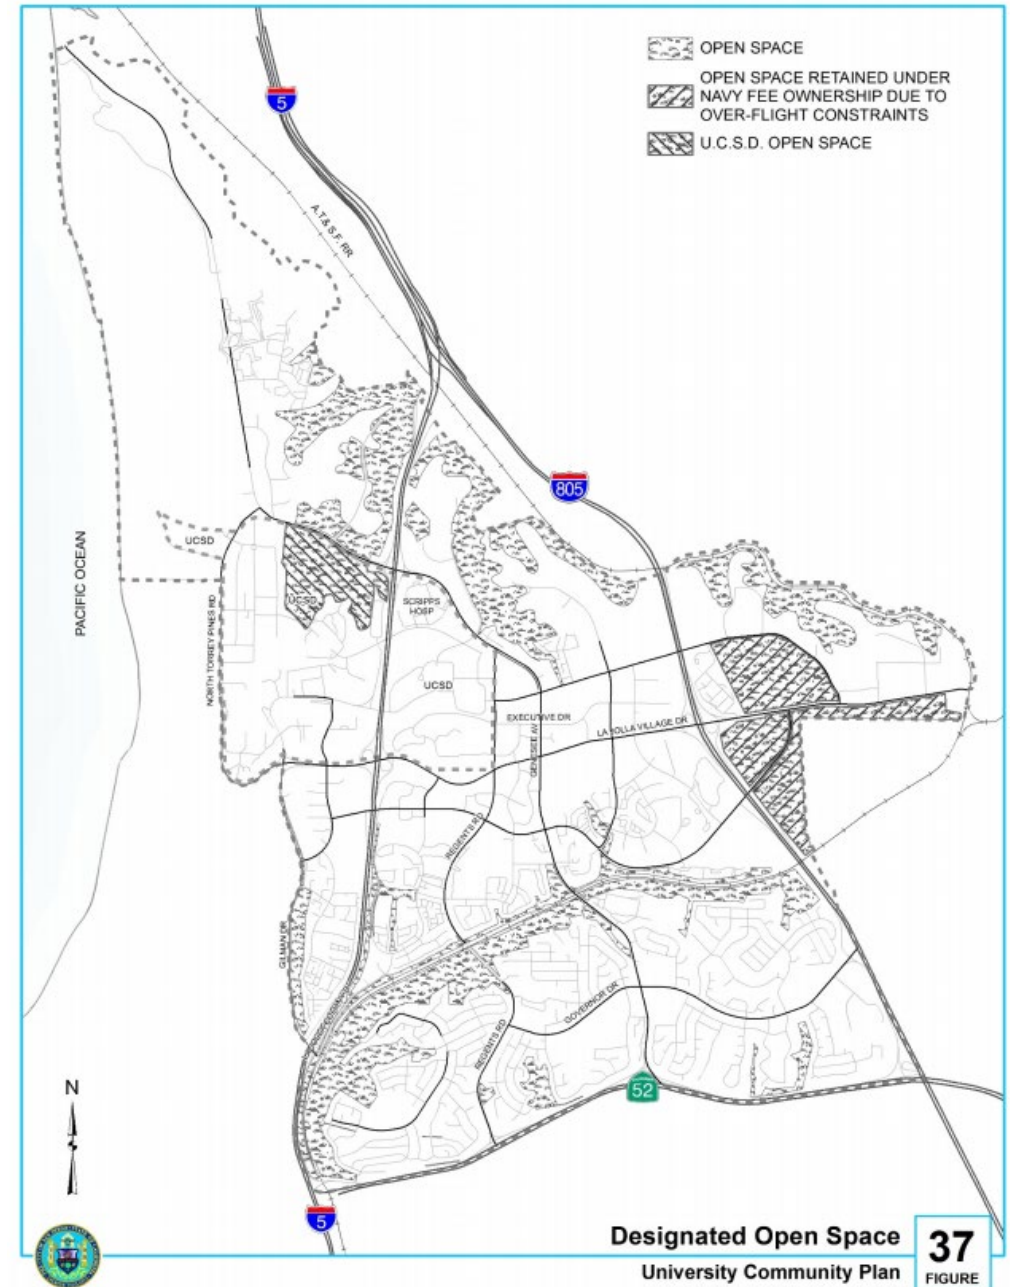 OPEN SPACE
OPEN SPACE RETAINED UNDER
NAVY FEE OWNERSHIP DUE TO
OVER-FLIGHT CONSTRAINTS
U.C.S.D. OPEN SPACE
5
A.T.& S.F. RR
805
PACIFIC OCEAN
UCSD
UCSD
SCRIPPS
HOSP
NORTH TORREY PINES RD
UCSD
EXECUTIVE DR
LA JOLLA VILLAGE DR
GENESEE AV
REGENTS RD
GILMAN DR
GOVERNOR DR
REGENTS RD
52
N
5
Designated Open Space
University Community Plan
37
FIGURE